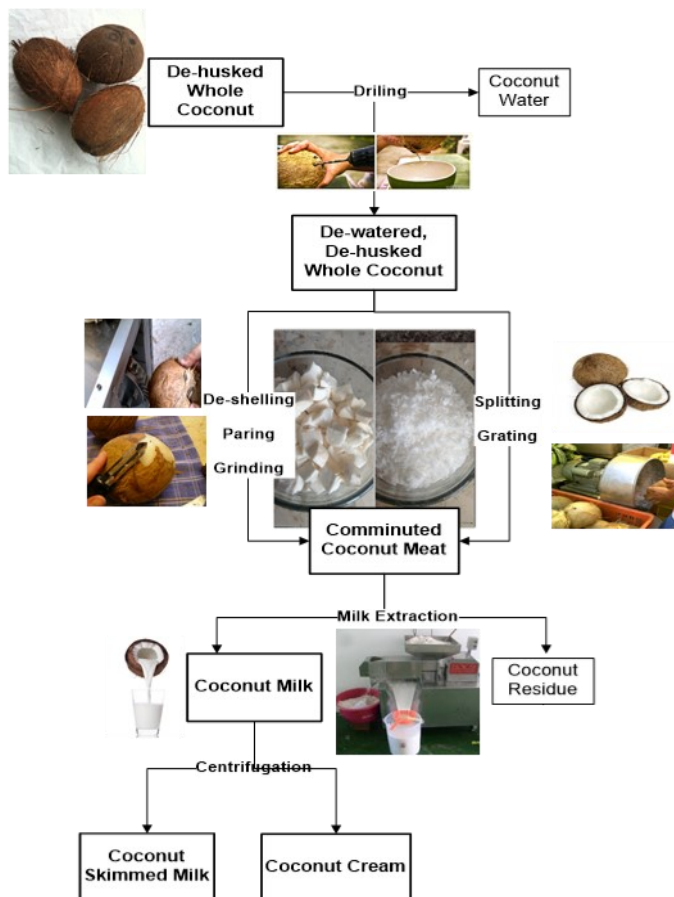 De-husked
Whole
Coconut
Driling
Coconut
Water
De-watered,
De-husked
Whole Coconut
De-shelling
Paring
Grinding
Splitting
Grating
Comminuted
Coconut Meat
Milk Extraction
Coconut Milk
Coconut
Residue
Centrifugation
Coconut
Skimmed Milk
Coconut Cream